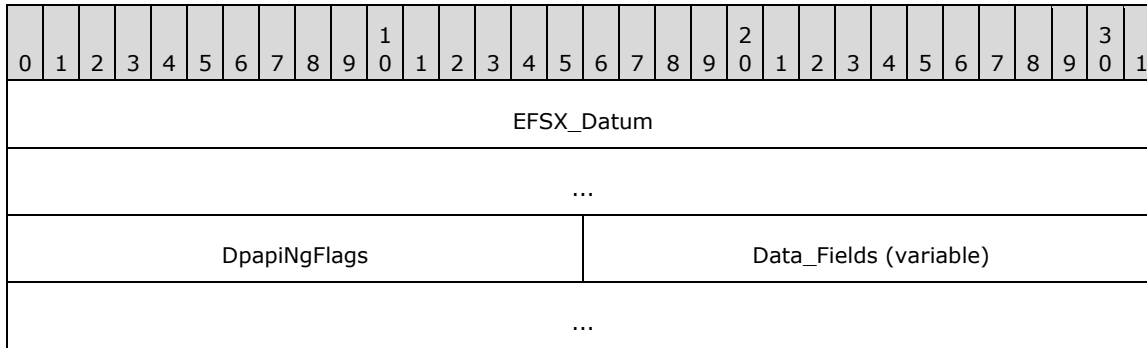 1 2 3
0 1 2 3 4 5 6 7 8 9 0 1 2 3 4 5 6 7 8 9 0 1 2 3 4 5 6 7 8 9 0 1
EFSX_Datum
...
DpapiNgFlags Data_Fields (variable)
...